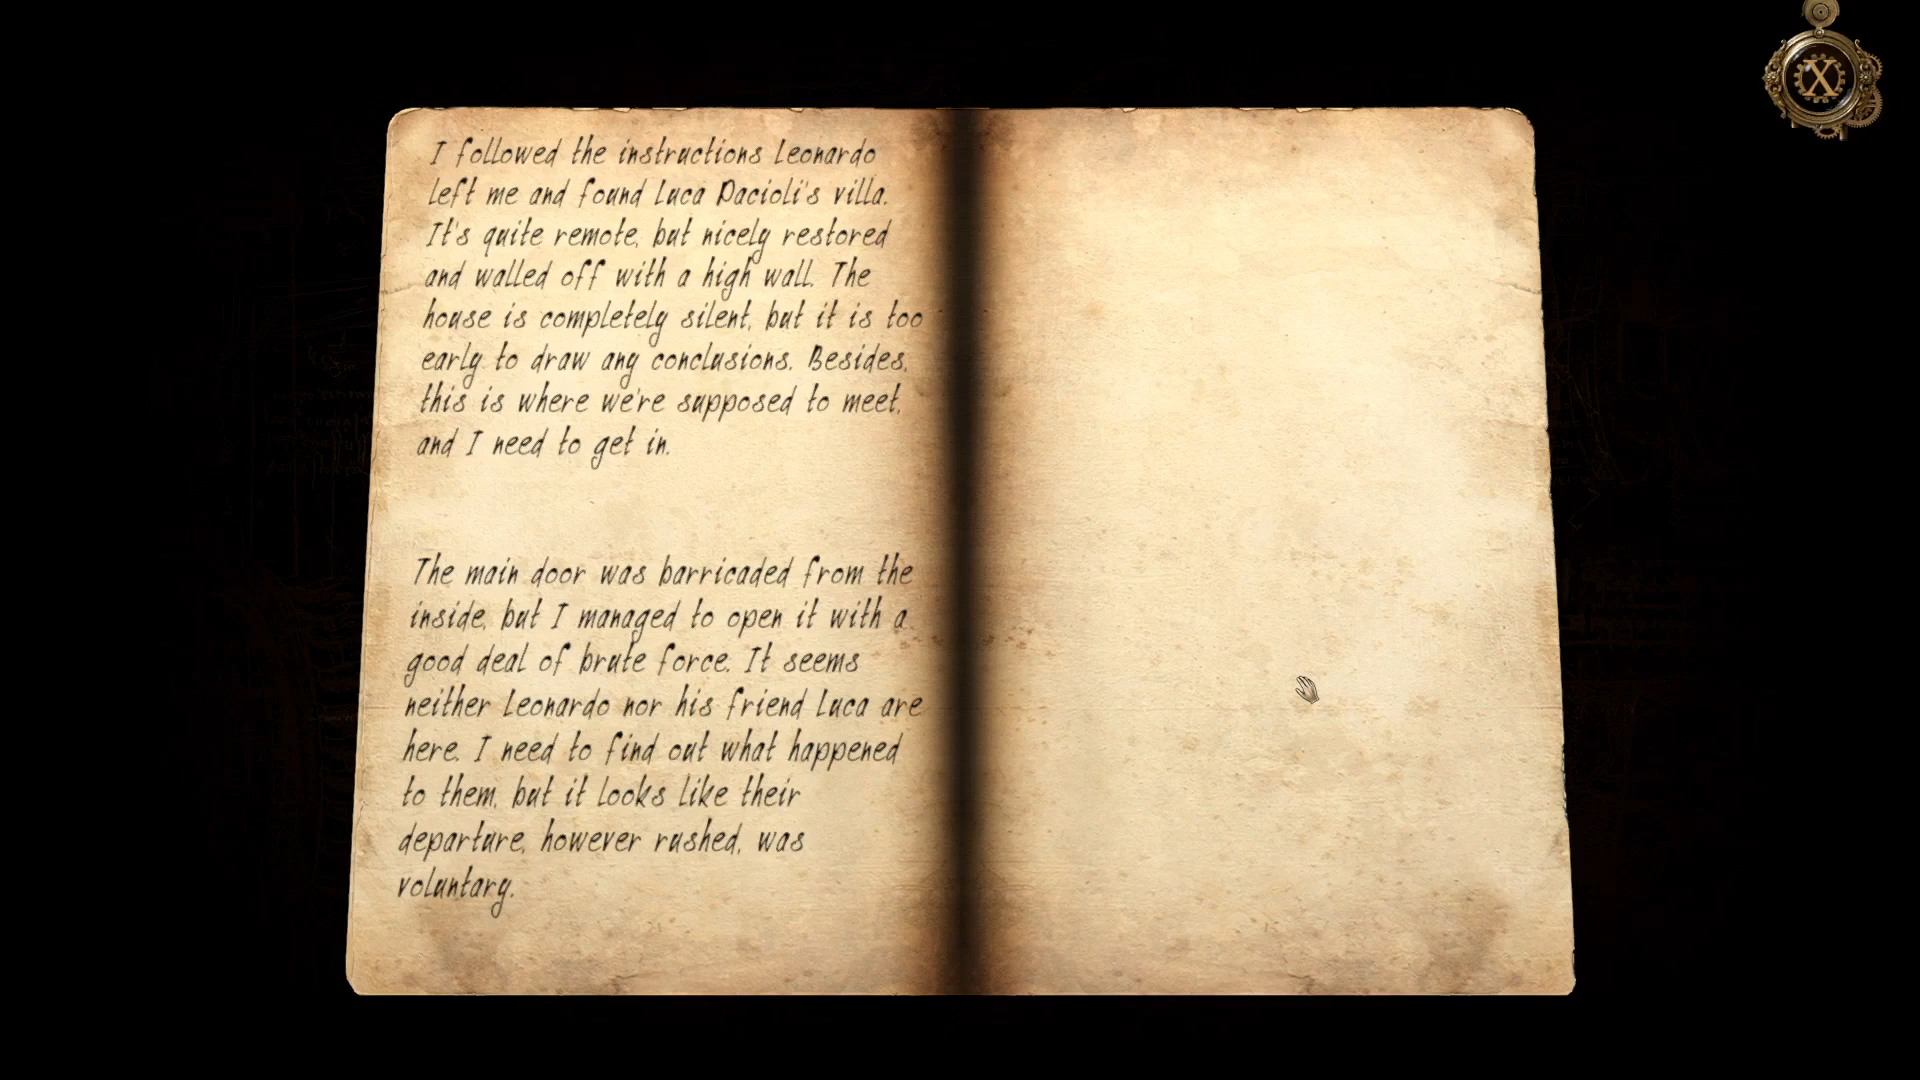 I followed the instructions Leonardo
left me and found Luca Pacioli's villa.
It's quite remote, but nicely restored
and walled off with a high wall. The
house is completely silent, but it is too
early to draw any conclusions. Besides,
this is where we're supposed to meet,
and I need to get in.
The main door was barricaded from the
inside, but I managed to open it with a
good deal of brute force. It seems
neither Leonardo nor his friend Luca are
here. I need to find out what happened
to them, but it looks like their
departure, however rushed, was
voluntary.
X